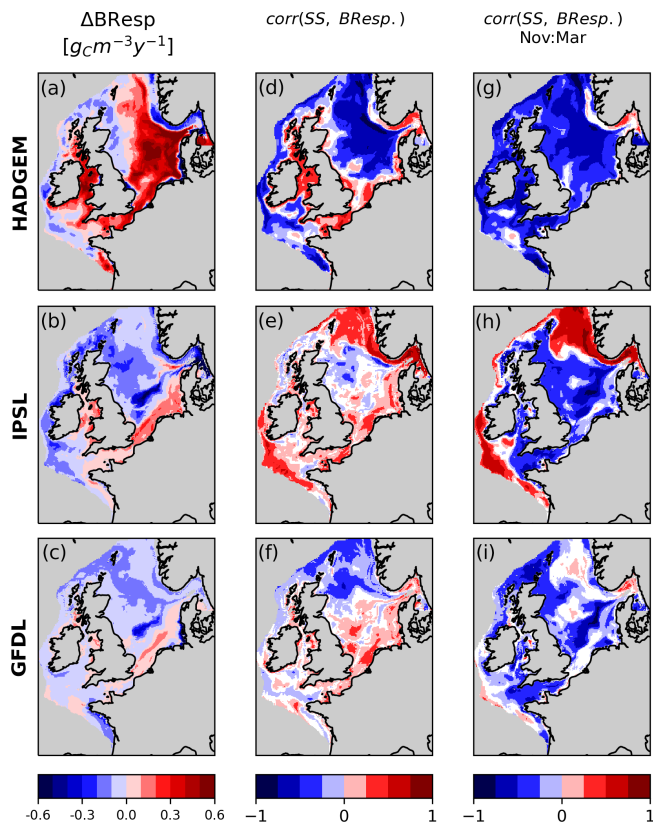 ΔBResp
[g_C m^{-3} y^{-1}]
corr(SS, BResp.)
corr(SS, BResp.)
Nov:Mar
HADGEM
(a)
(d)
(g)
IPSL
(b)
(e)
(h)
GFDL
(c)
(f)
(i)
-0.6 -0.3 0.0 0.3 0.6
−1 0 1
−1 0 1